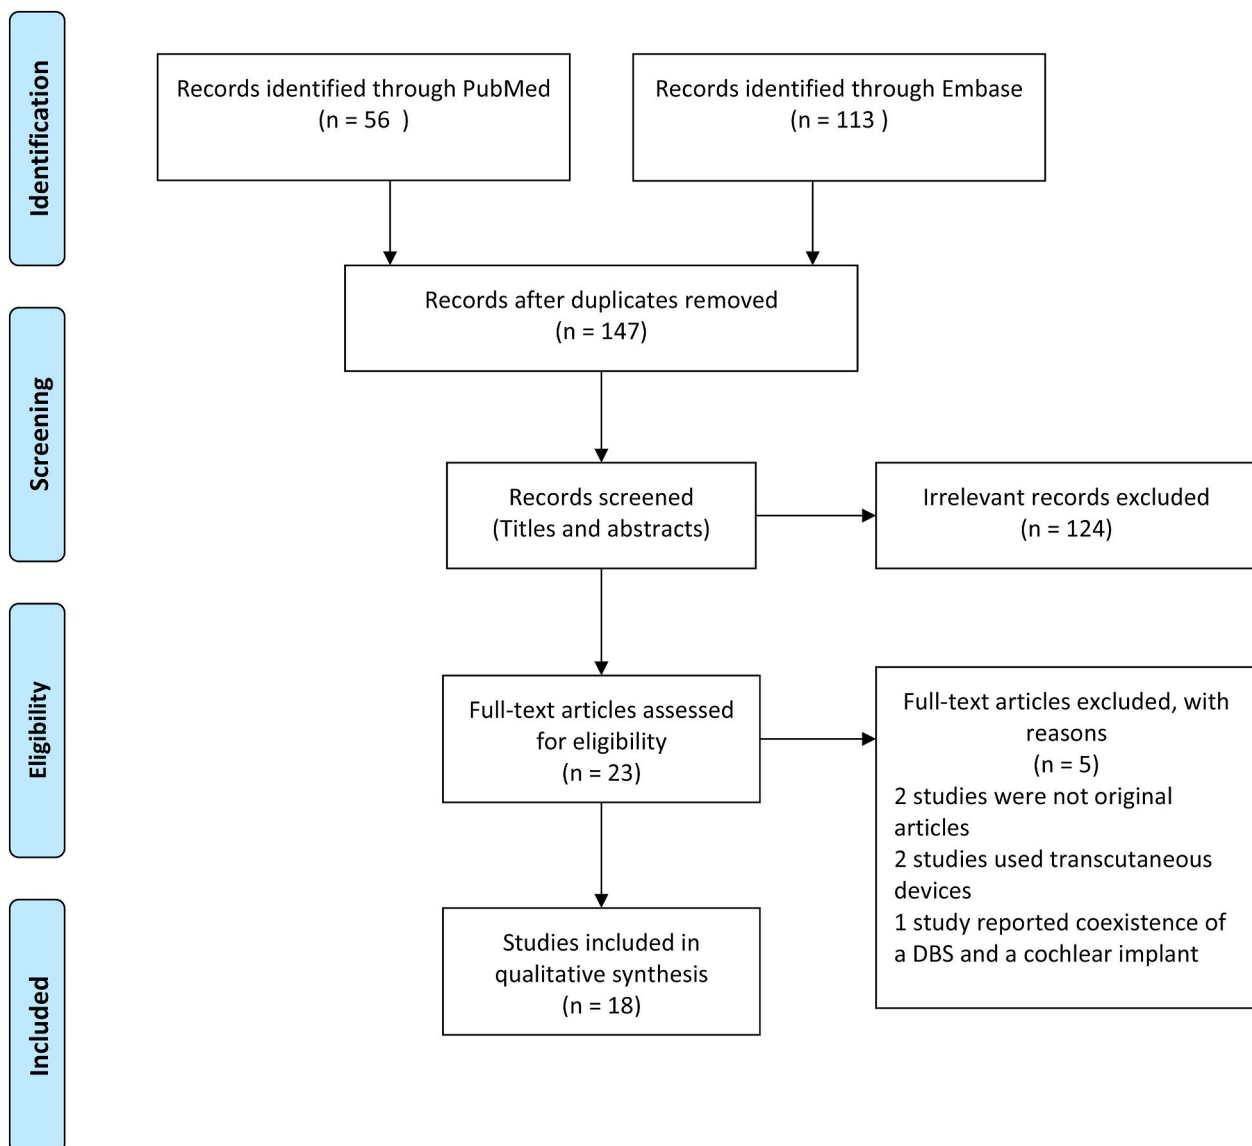 Identification
Records identified through PubMed
(n = 56  )
Records identified through Embase
(n = 113 )
Records after duplicates removed
(n = 147)
Screening
Records screened
(Titles and abstracts)
Irrelevant records excluded
(n = 124)
Eligibility
Full-text articles assessed
for eligibility
(n = 23)
Full-text articles excluded, with
reasons
(n = 5)
2 studies were not original
articles
2 studies used transcutaneous
devices
1 study reported coexistence of
a DBS and a cochlear implant
Included
Studies included in
qualitative synthesis
(n = 18)